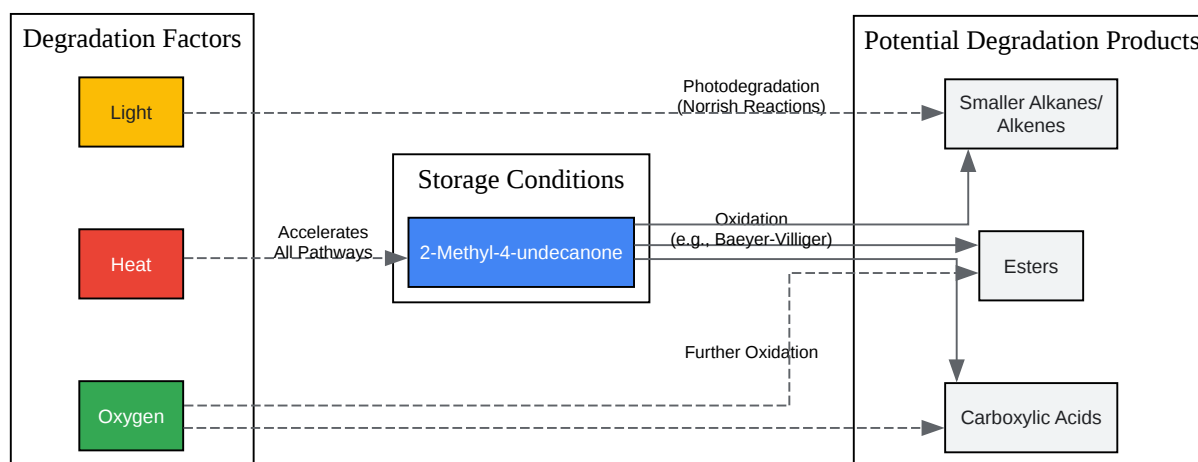 Degradation Factors
Potential Degradation Products
Light
Photodegradation
(Norrish Reactions)
Smaller Alkanes/
Alkenes
Storage Conditions
Heat
Accelerates
All Pathways
2-Methyl-4-undecanone
Oxidation
(e.g., Baeyer-Villiger)
Esters
Further Oxidation
Oxygen
Carboxylic Acids